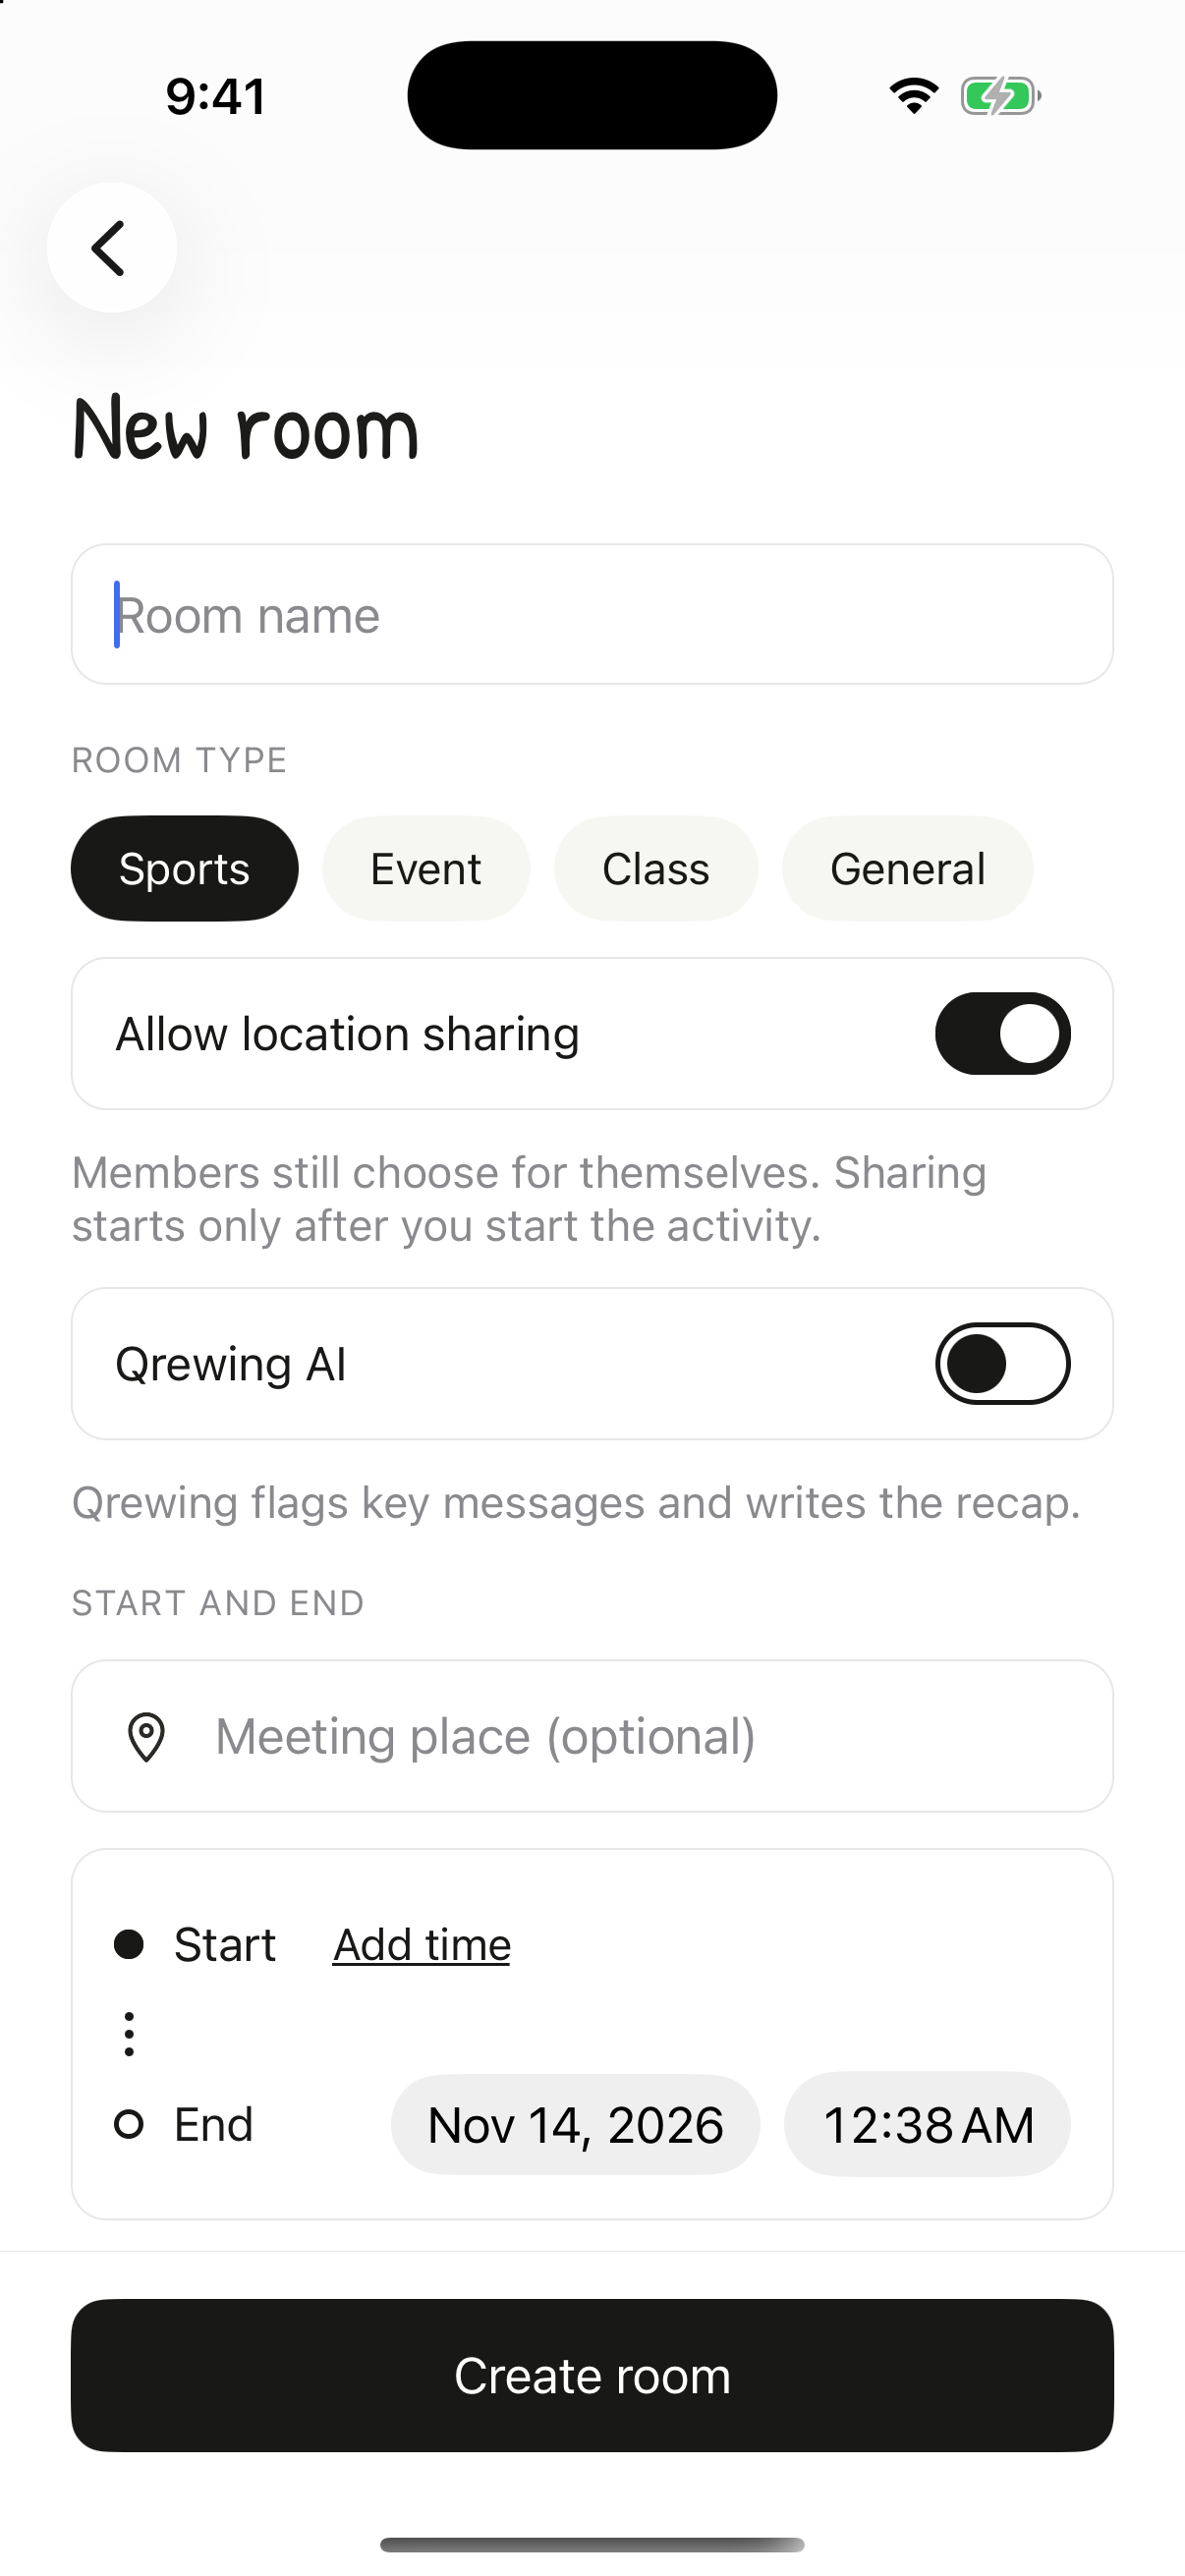 9:41
New room
Room name
ROOM TYPE
Sports Event Class General
Allow location sharing
Members still choose for themselves. Sharing
starts only after you start the activity.
Qrewing AI
Qrewing flags key messages and writes the recap.
START AND END
Meeting place (optional)
Start Add time
End Nov 14, 2026 12:38 AM
Create room